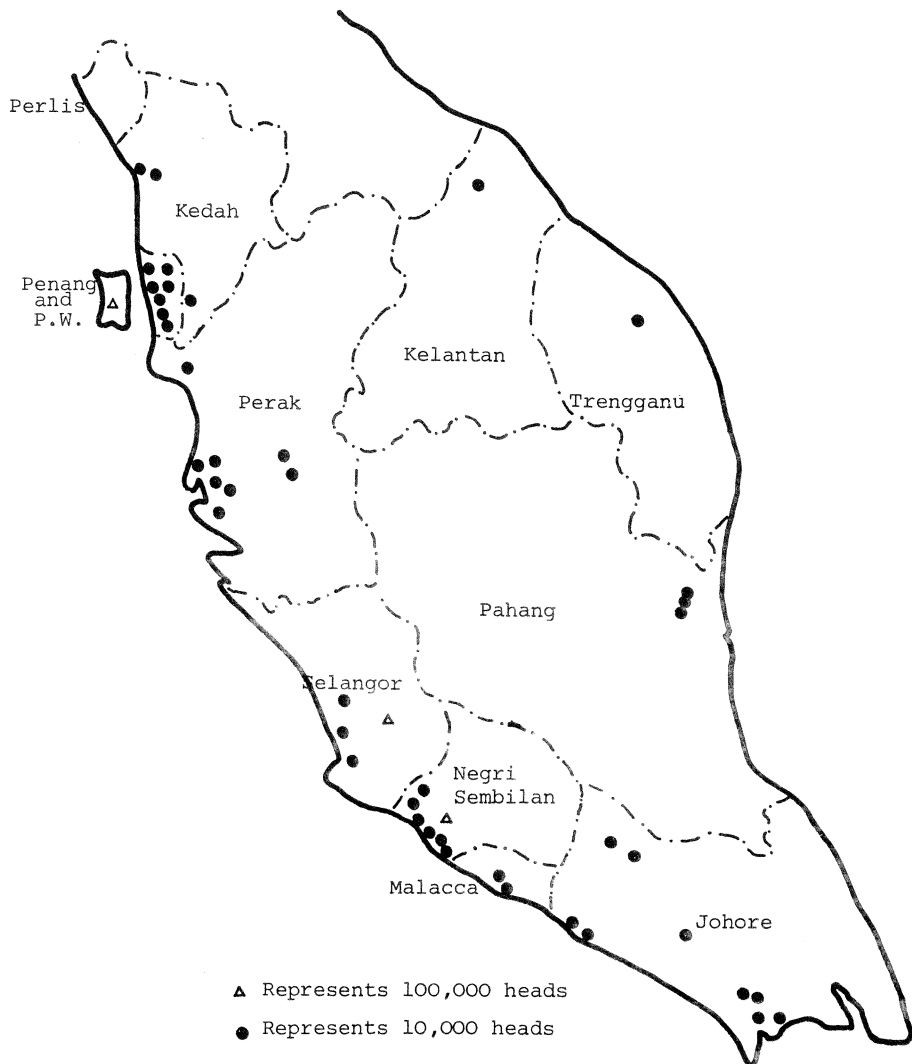 Perlis
Kedah
Penang
and
P.W.
Kelantan
Perak
Trengganu
Pahang
Selangor
Negri
Sembilan
Malacca
Johore
Represents 100,000 heads
Represents 10,000 heads